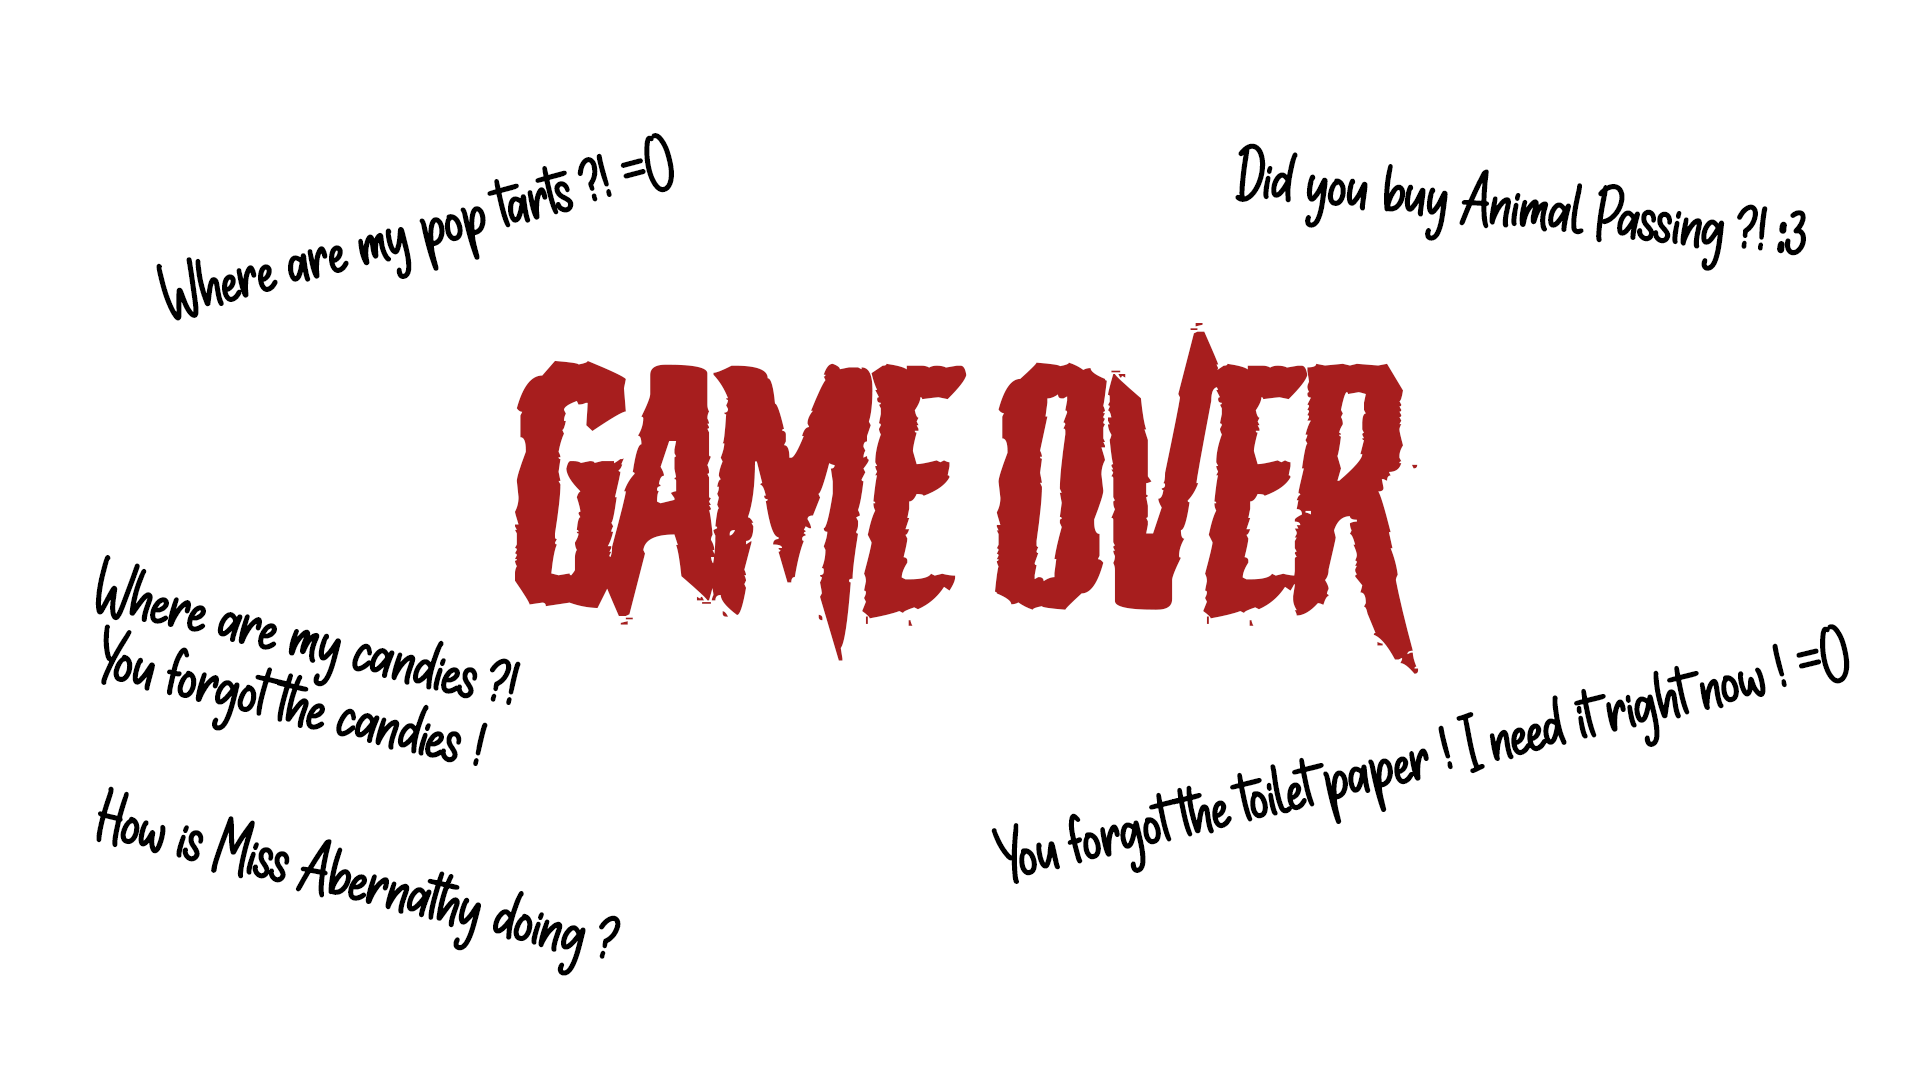 Where are my pop tarts ?! =O
Did you buy Animal Passing ?! :3
GAME OVER
Where are my candies ?!
You forgot the candies !
You forgot the toilet paper ! I need it right now ! =O
How is Miss Abernathy doing ?